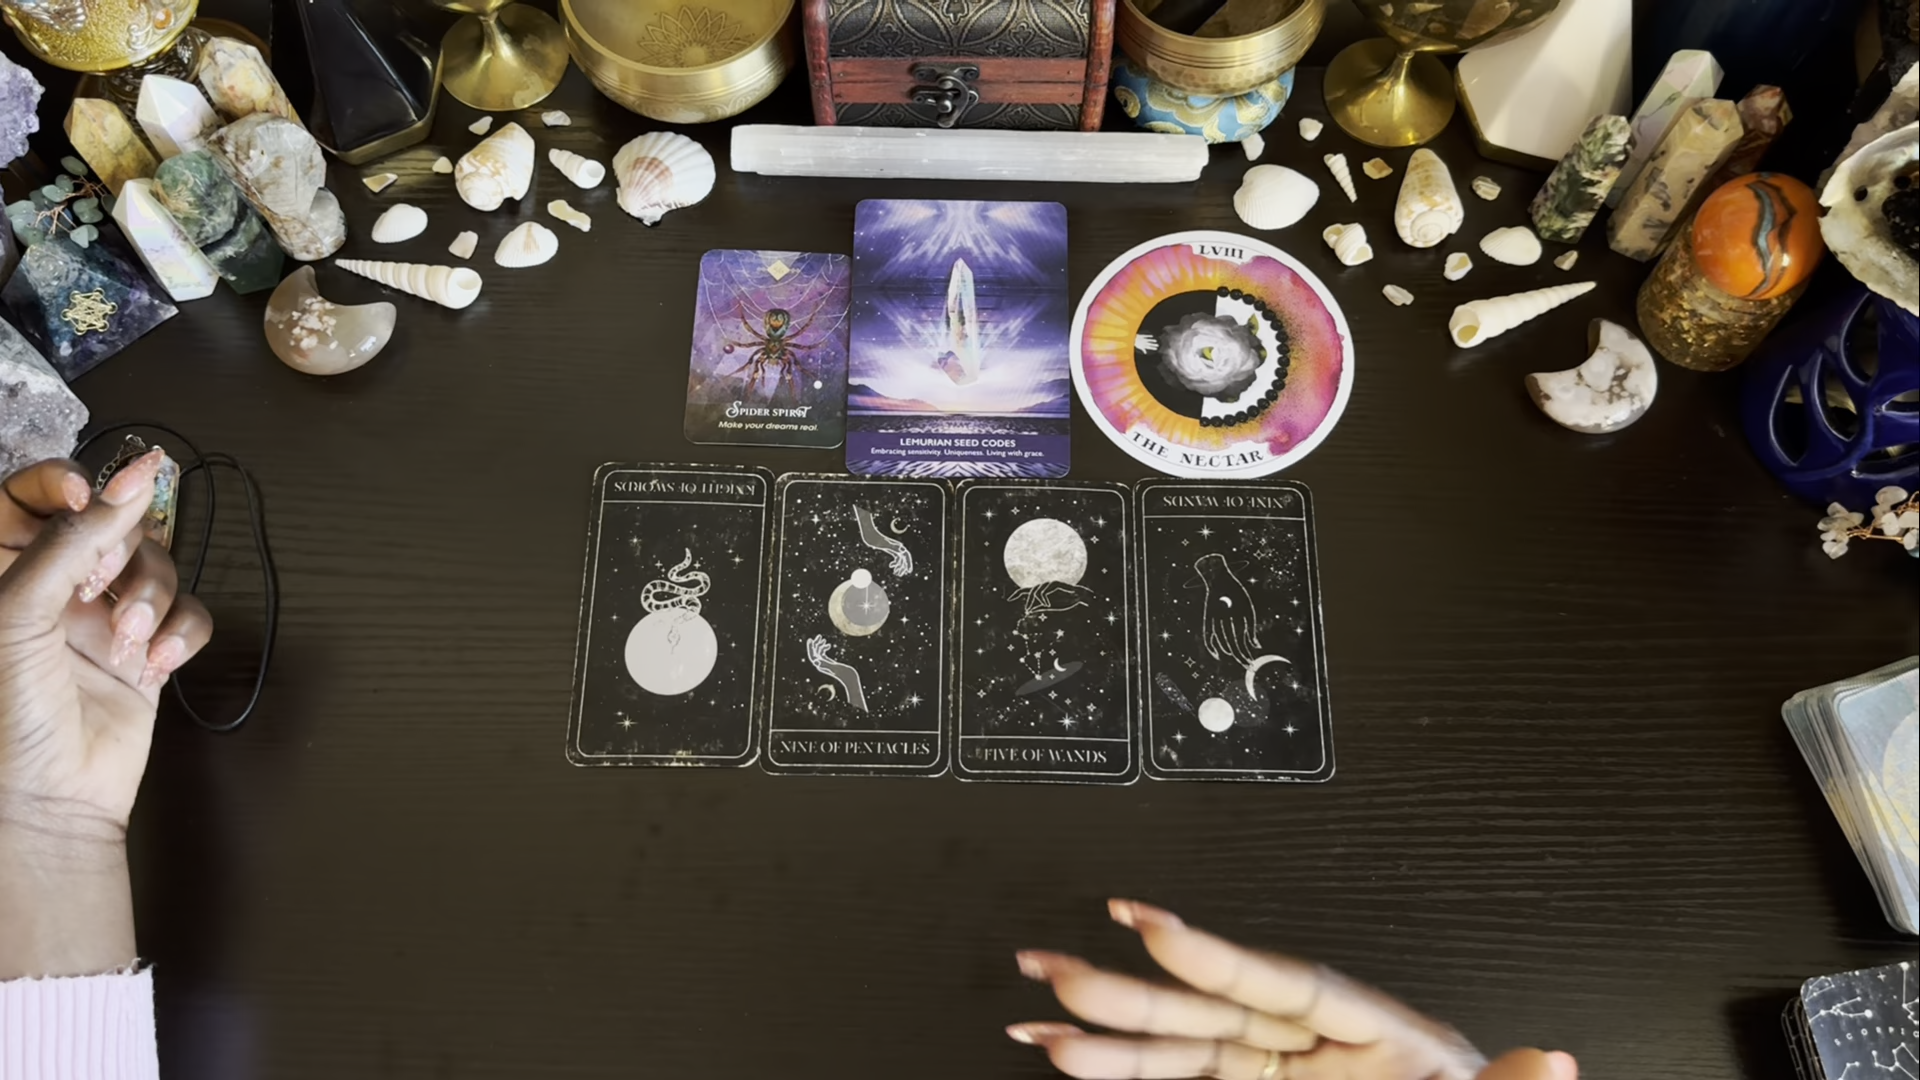 LVIII
THE NECTAR
SPIDER SPIRIT
Make your dreams real.
LEMURIAN SEED CODES
Embracing sensitivity. Uniqueness. Living with grace.
KNIGHT OF SWORDS
NINE OF WANDS
NINE OF PENTACLES
FIVE OF WANDS